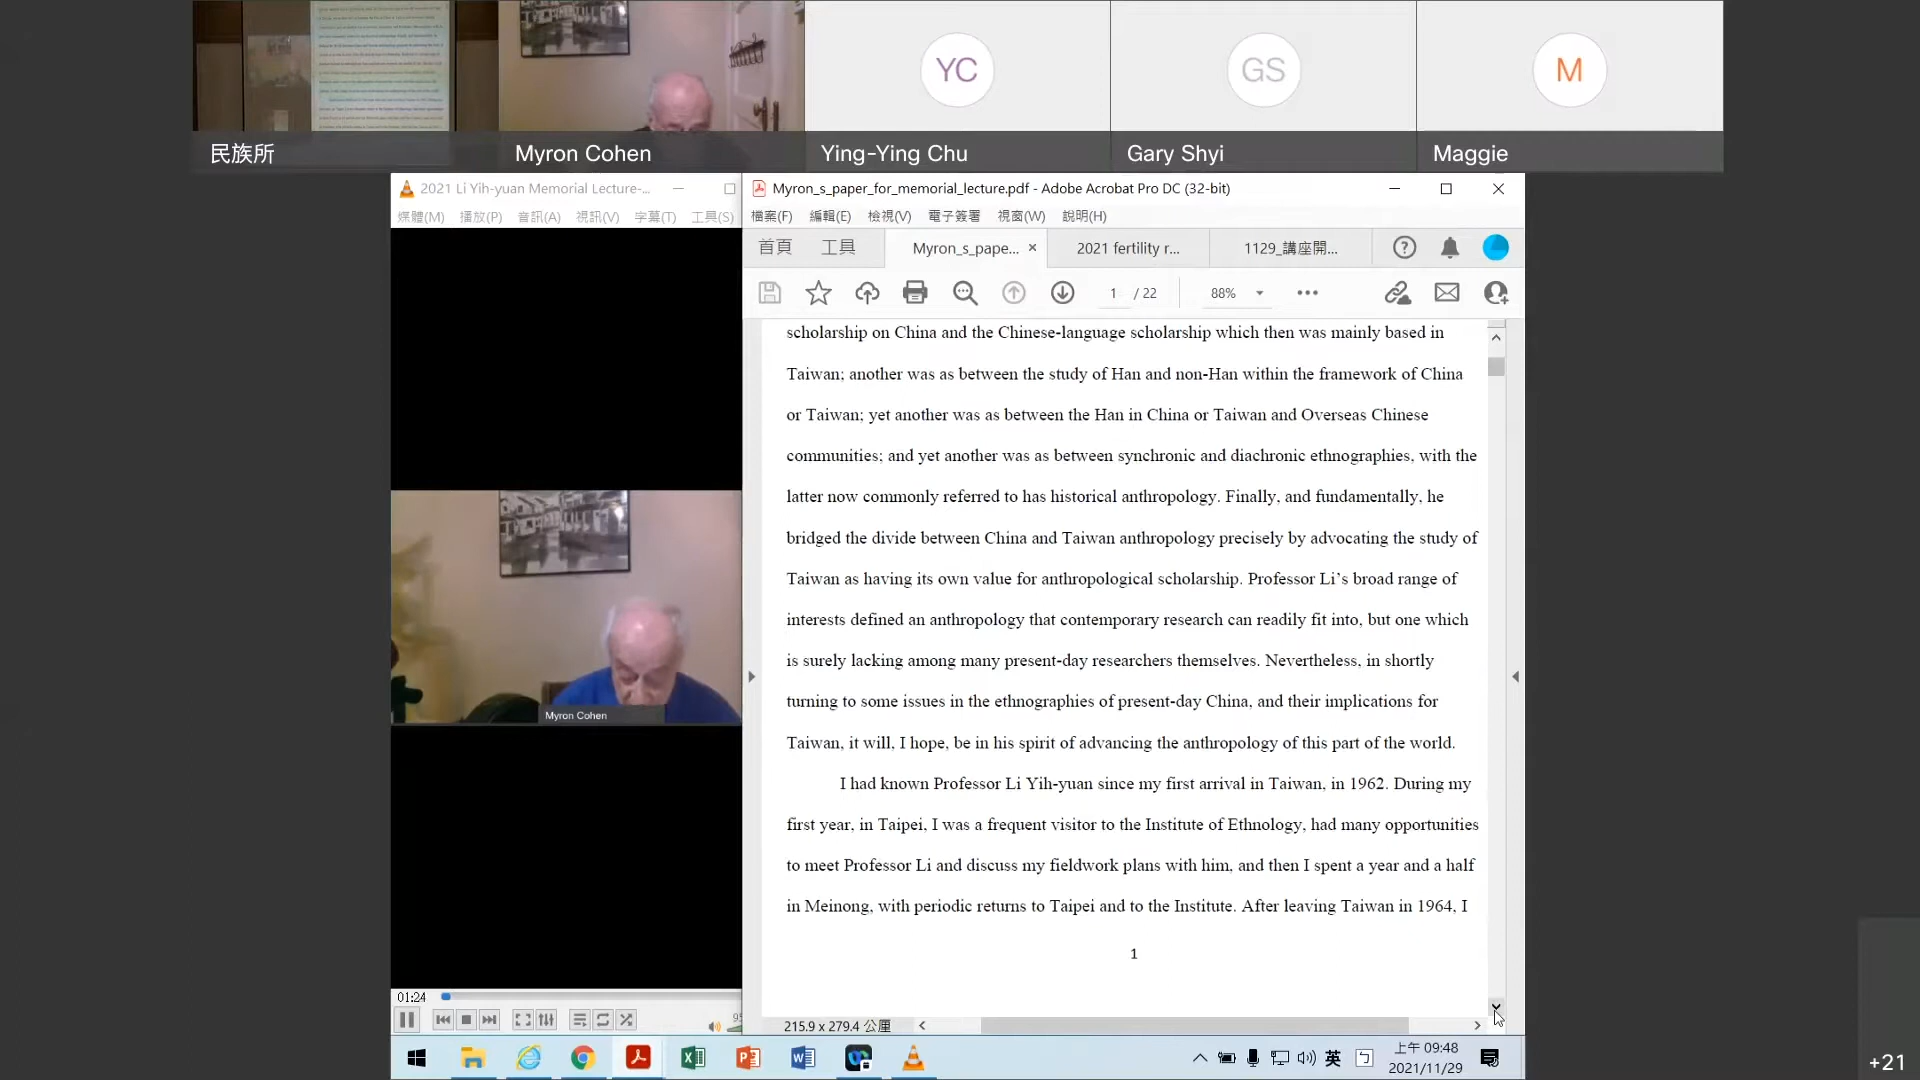 YC
GS
M
民族所
Myron Cohen
Ying-Ying Chu
Gary Shyi
Maggie
2021 Li Yih-yuan Memorial Lecture-...
媒體(M) 播放(P) 音訊(A) 視訊(V) 字幕(T) 工具(S)
Myron Cohen
01:24
Myron_s_paper_for_memorial_lecture.pdf - Adobe Acrobat Pro DC (32-bit)
檔案(F) 編輯(E) 檢視(V) 電子簽署 視窗(W) 說明(H)
首頁 工具 Myron_s_pape... × 2021 fertility r... 1129_講座開...
1 / 22 88%
scholarship on China and the Chinese-language scholarship which then was mainly based in
Taiwan; another was as between the study of Han and non-Han within the framework of China
or Taiwan; yet another was as between the Han in China or Taiwan and Overseas Chinese
communities; and yet another was as between synchronic and diachronic ethnographies, with the
latter now commonly referred to has historical anthropology. Finally, and fundamentally, he
bridged the divide between China and Taiwan anthropology precisely by advocating the study of
Taiwan as having its own value for anthropological scholarship. Professor Li’s broad range of
interests defined an anthropology that contemporary research can readily fit into, but one which
is surely lacking among many present-day researchers themselves. Nevertheless, in shortly
turning to some issues in the ethnographies of present-day China, and their implications for
Taiwan, it will, I hope, be in his spirit of advancing the anthropology of this part of the world.
I had known Professor Li Yih-yuan since my first arrival in Taiwan, in 1962. During my
first year, in Taipei, I was a frequent visitor to the Institute of Ethnology, had many opportunities
to meet Professor Li and discuss my fieldwork plans with him, and then I spent a year and a half
in Meinong, with periodic returns to Taipei and to the Institute. After leaving Taiwan in 1964, I
1
215.9 x 279.4 公厘
英
上午 09:48
2021/11/29
+21